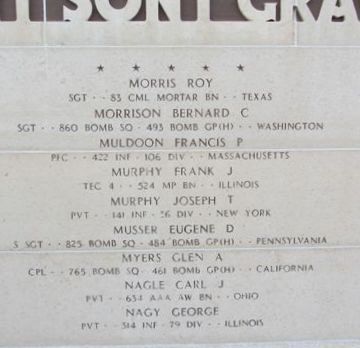 T SONT GRA
★ ★ ★ ★ ★
MORRIS ROY
SGT · · 83 CML MORTAR BN · · TEXAS
MORRISON BERNARD C
SGT · · 860 BOMB SQ · 493 BOMB GP(H) · · WASHINGTON
MULDOON FRANCIS P
PFC · · 422 INF · 106 DIV · · MASSACHUSETTS
MURPHY FRANK J
TEC 4 · · 524 MP BN · · ILLINOIS
MURPHY JOSEPH T
PVT · · 141 INF · 36 DIV · · NEW YORK
MUSSER EUGENE D
S SGT · · 825 BOMB SQ · 484 BOMB GP(H) · · PENNSYLVANIA
MYERS GLEN A
CPL · · 765 BOMB SQ · 461 BOMB GP(H) · · CALIFORNIA
NAGLE CARL J
PVT · · 634 AAA AW BN · · OHIO
NAGY GEORGE
PVT · · 314 INF · 79 DIV · · ILLINOIS